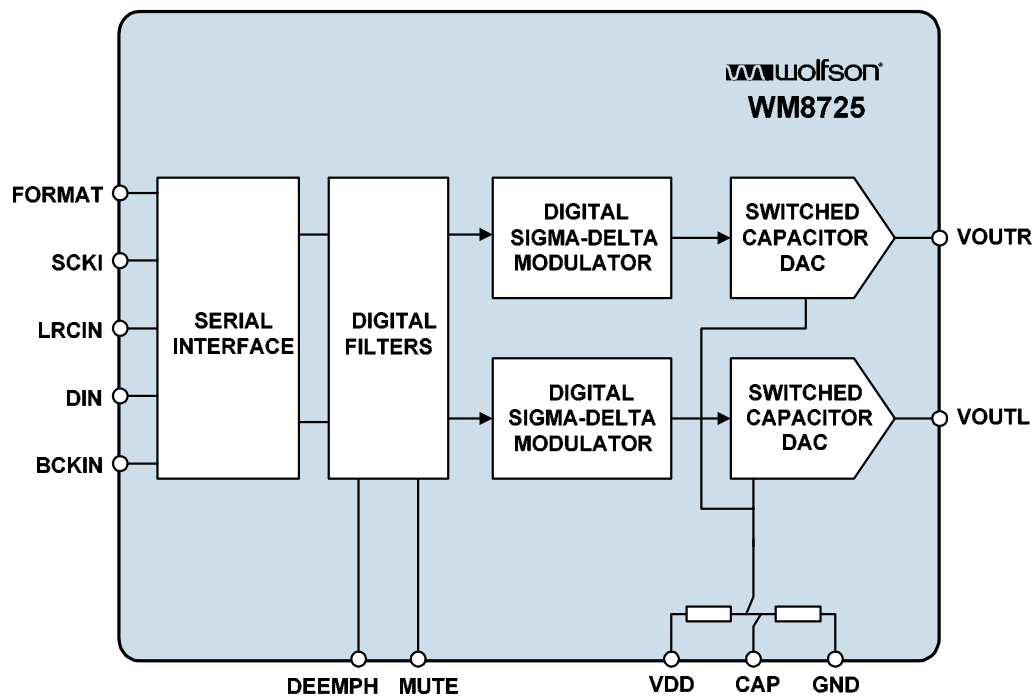 wolfson®
WM8725
FORMAT
SCKI
LRCIN
DIN
BCKIN
SERIAL
INTERFACE
DIGITAL
FILTERS
DIGITAL
SIGMA-DELTA
MODULATOR
SWITCHED
CAPACITOR
DAC
VOUTR
DIGITAL
SIGMA-DELTA
MODULATOR
SWITCHED
CAPACITOR
DAC
VOUTL
DEEMPH
MUTE
VDD
CAP
GND